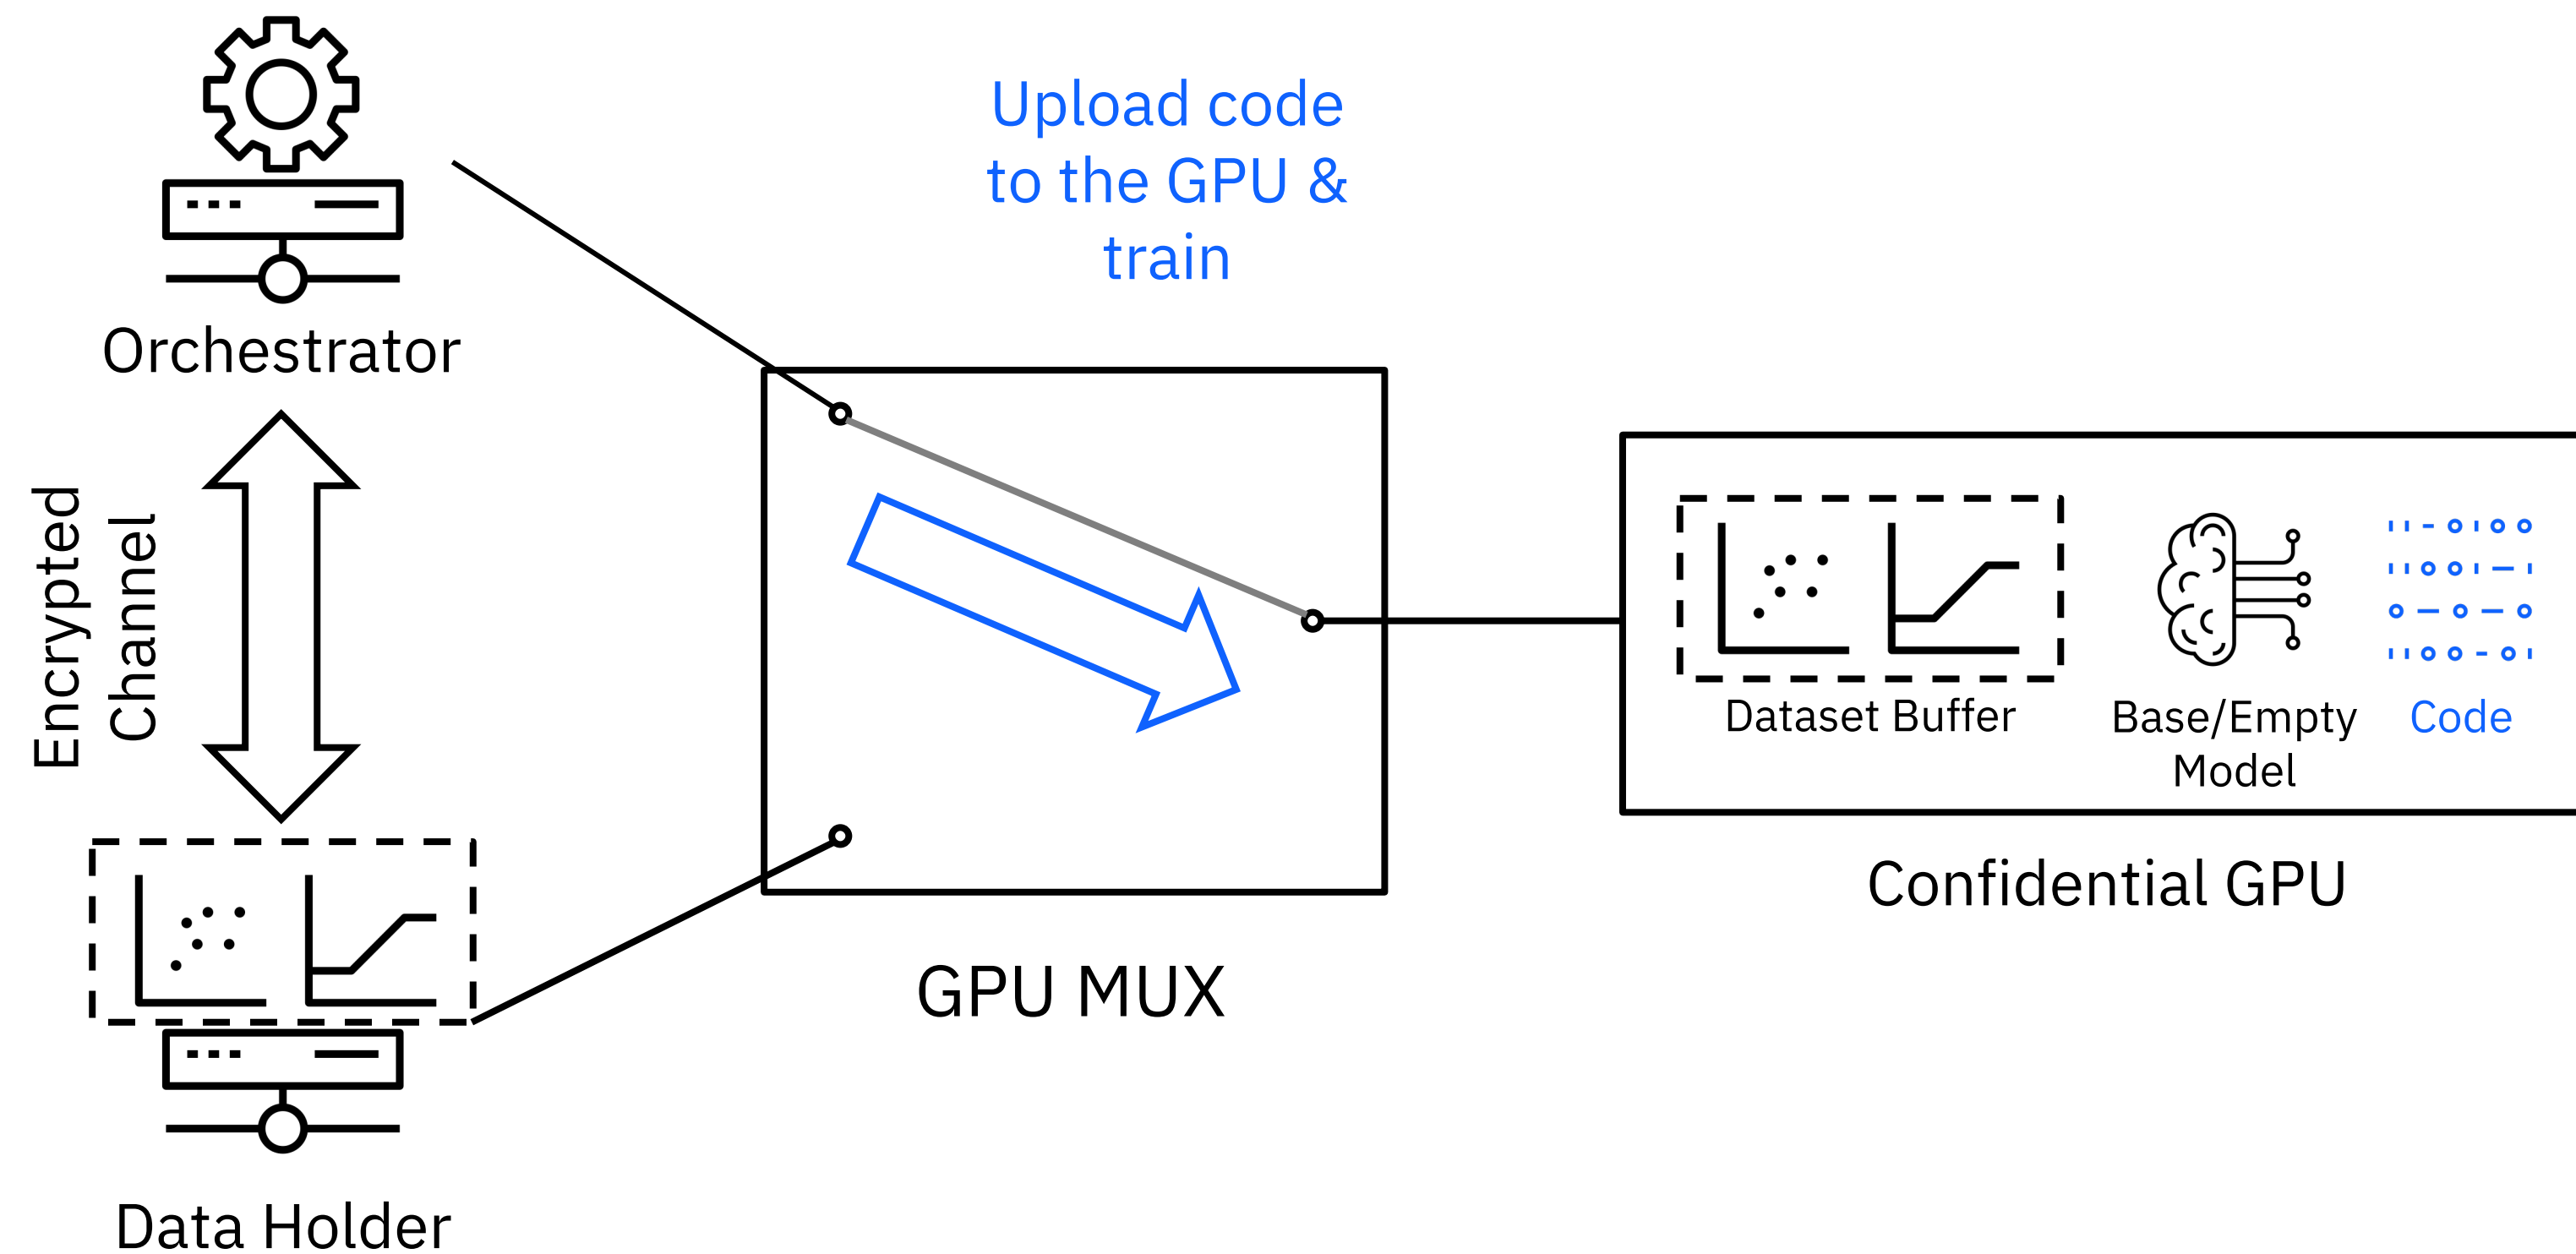 Upload code
to the GPU &
train
Orchestrator
Encrypted
Channel
Dataset Buffer
Base/Empty
Model
Code
Confidential GPU
GPU MUX
Data Holder